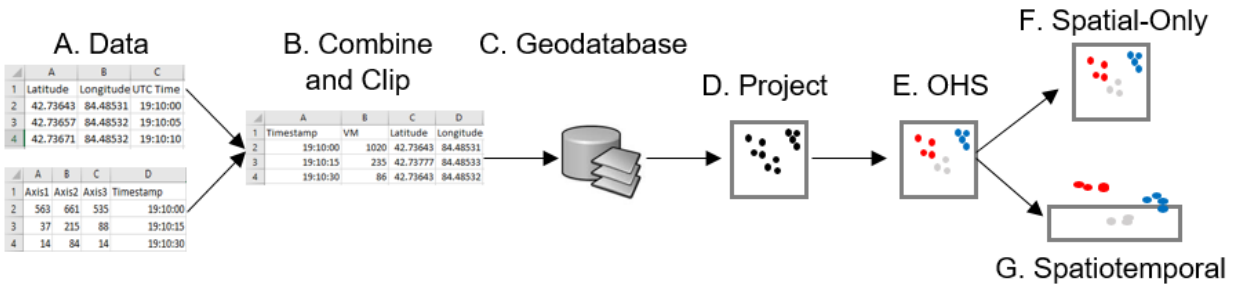 A. Data
A B C
1 Latitude Longitude UTC Time
2 42.73643 84.48531 19:10:00
3 42.73657 84.48532 19:10:05
4 42.73671 84.48532 19:10:10
A B C D
1 Axis1 Axis2 Axis3 Timestamp
2 563 661 535 19:10:00
3 37 215 88 19:10:15
4 14 84 14 19:10:30
B. Combine
and Clip
A B C D
1 Timestamp VM Latitude Longitude
2 19:10:00 1020 42.73643 84.48531
3 19:10:15 235 42.73777 84.48533
4 19:10:30 86 42.73643 84.48532
C. Geodatabase
D. Project
E. OHS
F. Spatial-Only
G. Spatiotemporal